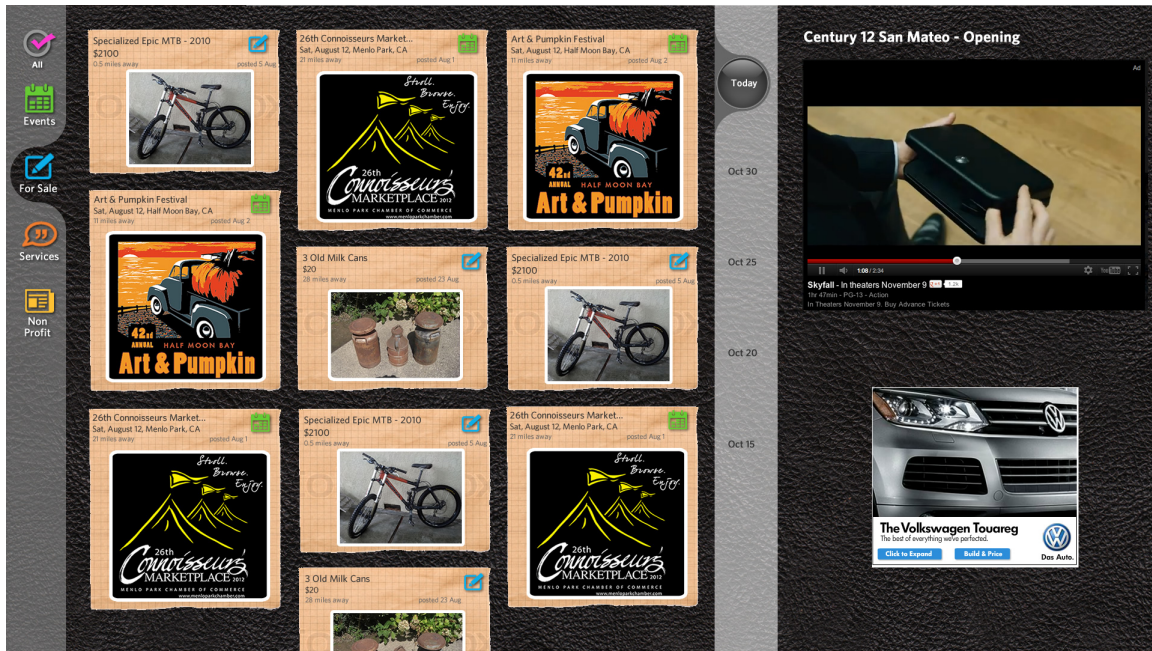 All
Events
For Sale
Services
Non
Profit
Specialized Epic MTB - 2010
$2100
0.5 miles away
posted 5 Aug
Art & Pumpkin Festival
Sat, August 12, Half Moon Bay, CA
11 miles away
posted Aug 2
42nd
ANNUAL
HALF MOON BAY
Art & Pumpkin
26th Connoisseurs Market...
Sat, August 12, Menlo Park, CA
21 miles away
posted Aug 1
Stroll.
Browse.
Enjoy.
26th
Connoisseurs'
MARKETPLACE 2012
MENLO PARK CHAMBER OF COMMERCE
www.menloparkchamber.com
26th Connoisseurs Market...
Sat, August 12, Menlo Park, CA
21 miles away
posted Aug 1
Stroll.
Browse.
Enjoy.
26th
Connoisseurs'
MARKETPLACE 2012
MENLO PARK CHAMBER OF COMMERCE
www.menloparkchamber.com
3 Old Milk Cans
$20
28 miles away
posted 23 Aug
Specialized Epic MTB - 2010
$2100
0.5 miles away
posted 5 Aug
3 Old Milk Cans
$20
28 miles away
posted 23 Aug
Art & Pumpkin Festival
Sat, August 12, Half Moon Bay, CA
11 miles away
posted Aug 2
42nd
ANNUAL
HALF MOON BAY
Art & Pumpkin
Specialized Epic MTB - 2010
$2100
0.5 miles away
posted 5 Aug
26th Connoisseurs Market...
Sat, August 12, Menlo Park, CA
21 miles away
posted Aug 1
Stroll.
Browse.
Enjoy.
26th
Connoisseurs'
MARKETPLACE 2012
MENLO PARK CHAMBER OF COMMERCE
www.menloparkchamber.com
Today
Oct 30
Oct 25
Oct 20
Oct 15
Century 12 San Mateo - Opening
Ad
1:08 / 2:34
YouTube
Skyfall - In theaters November 9
1.2k
1hr 47min - PG-13 - Action
In Theaters November 9. Buy Advance Tickets
The Volkswagen Touareg
The best of everything we've perfected.
Click to Expand
Build & Price
Das Auto.